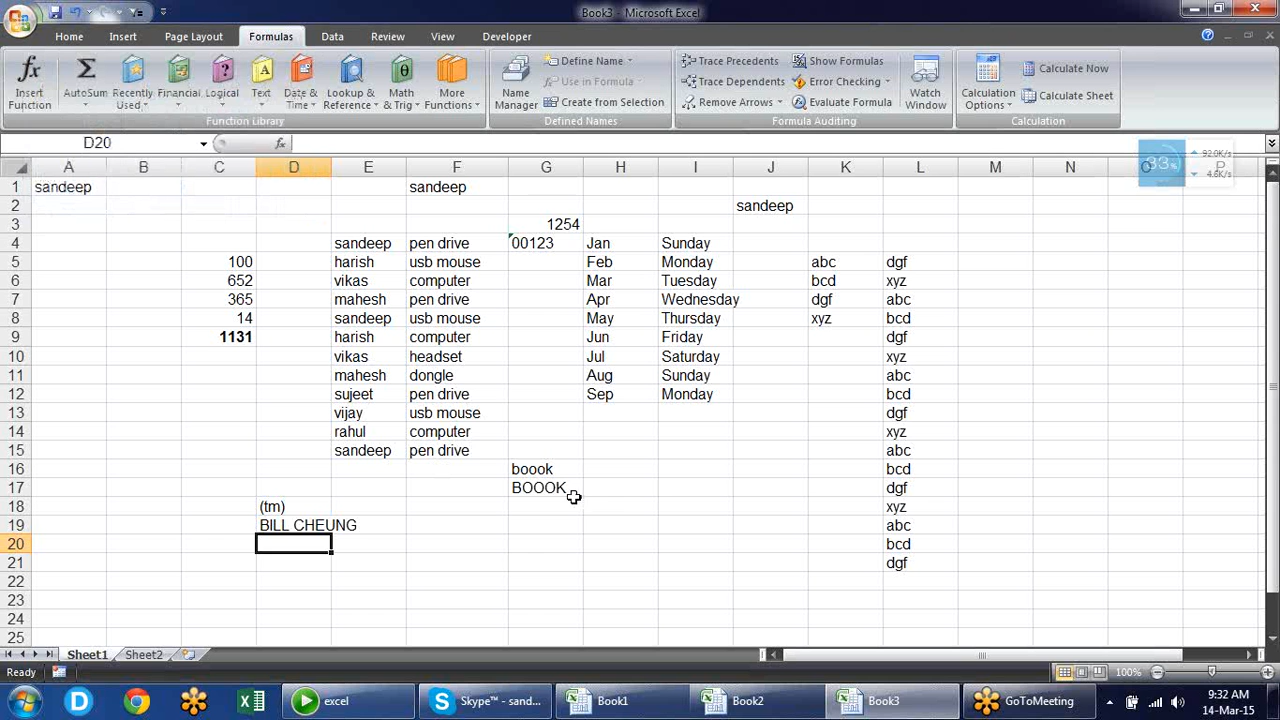 Book3 - Microsoft Excel
Home Insert Page Layout Formulas Data Review View Developer
Insert Function
AutoSum
Recently Used
Financial
Logical
Text
Date & Time
Lookup & Reference
Math & Trig
More Functions
Function Library
Name Manager
Define Name
Use in Formula
Create from Selection
Defined Names
Trace Precedents
Trace Dependents
Remove Arrows
Show Formulas
Error Checking
Evaluate Formula
Formula Auditing
Watch Window
Calculation Options
Calculate Now
Calculate Sheet
Calculation
D20 fx
33%
92.0K/s
4.6K/s
A B C D E F G H I J K L M N O P
1 sandeep sandeep
2 sandeep
3 1254
4 sandeep pen drive 00123 Jan Sunday
5 100 harish usb mouse Feb Monday abc dgf
6 652 vikas computer Mar Tuesday bcd xyz
7 365 mahesh pen drive Apr Wednesday dgf abc
8 14 sandeep usb mouse May Thursday xyz bcd
9 1131 harish computer Jun Friday dgf
10 vikas headset Jul Saturday xyz
11 mahesh dongle Aug Sunday abc
12 sujeet pen drive Sep Monday bcd
13 vijay usb mouse dgf
14 rahul computer xyz
15 sandeep pen drive abc
16 boook bcd
17 BOOOK dgf
18 (tm) xyz
19 BILL CHEUNG abc
20 bcd
21 dgf
22
23
24
25
Sheet1 Sheet2
Ready 100%
excel Skype™ - sand... Book1 Book2 Book3 GoToMeeting
9:32 AM
14-Mar-15